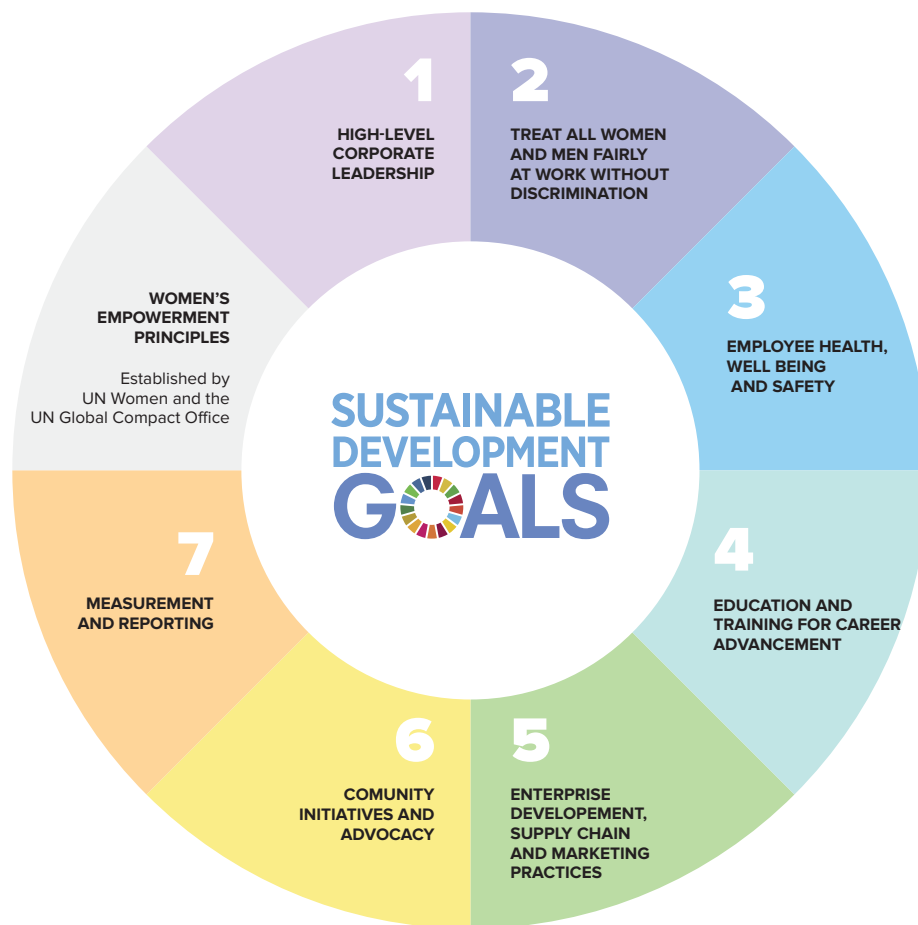 1
HIGH-LEVEL
CORPORATE
LEADERSHIP
2
TREAT ALL WOMEN
AND MEN FAIRLY
AT WORK WITHOUT
DISCRIMINATION
3
EMPLOYEE HEALTH,
WELL BEING
AND SAFETY
4
EDUCATION AND
TRAINING FOR CAREER
ADVANCEMENT
5
ENTERPRISE
DEVELOPEMENT,
SUPPLY CHAIN
AND MARKETING
PRACTICES
6
COMUNITY
INITIATIVES AND
ADVOCACY
7
MEASUREMENT
AND REPORTING
WOMEN'S
EMPOWERMENT
PRINCIPLES
Established by
UN Women and the
UN Global Compact Office
SUSTAINABLE
DEVELOPMENT
GOALS